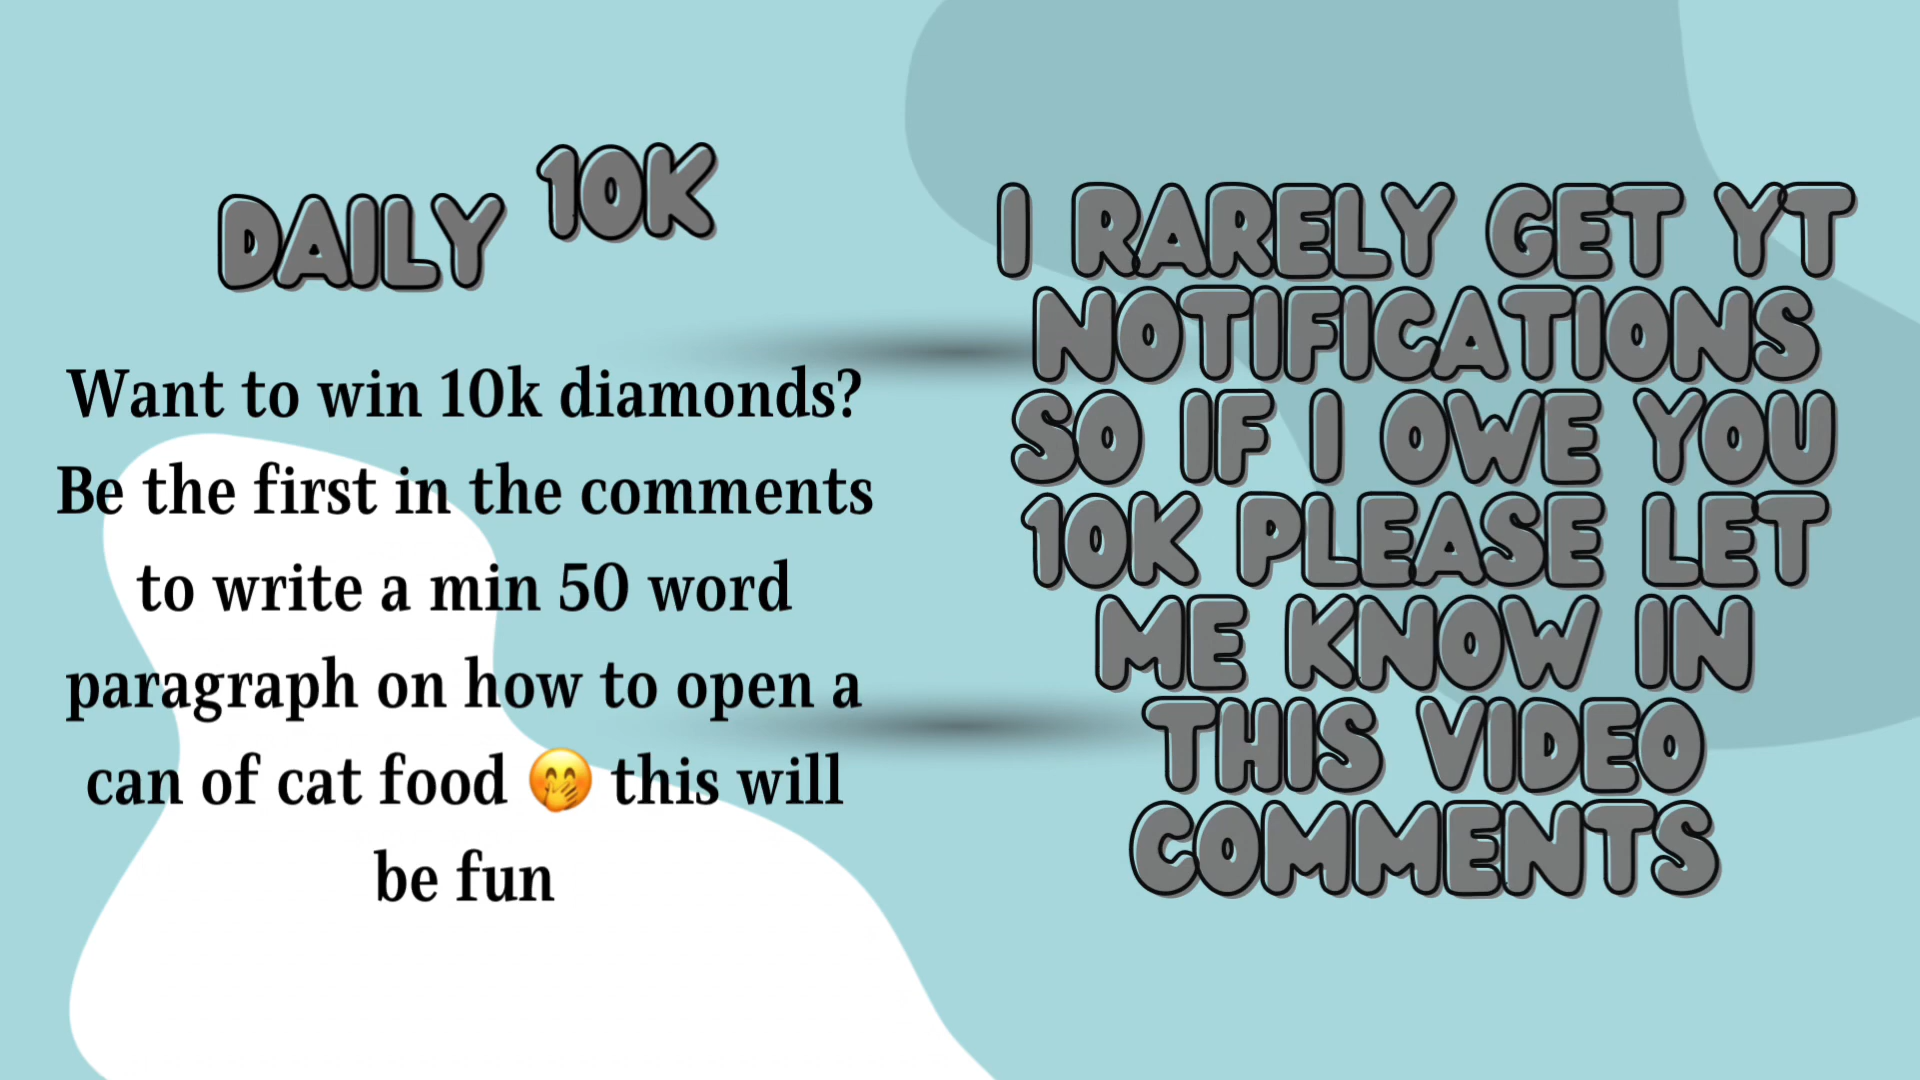 DAILY 10K
Want to win 10k diamonds?
Be the first in the comments
to write a min 50 word
paragraph on how to open a
can of cat food 🤭 this will
be fun
I RARELY GET YT
NOTIFICATIONS
SO IF I OWE YOU
10K PLEASE LET
ME KNOW IN
THIS VIDEO
COMMENTS